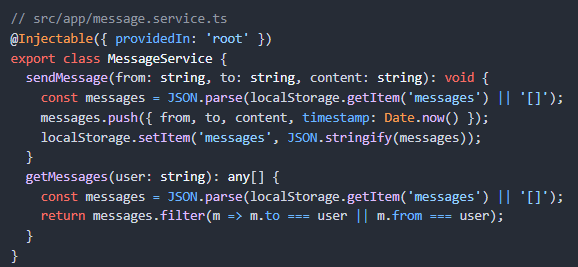 // src/app/message.service.ts
@Injectable({ providedIn: 'root' })
export class MessageService {
  sendMessage(from: string, to: string, content: string): void {
    const messages = JSON.parse(localStorage.getItem('messages') || '[]');
    messages.push({ from, to, content, timestamp: Date.now() });
    localStorage.setItem('messages', JSON.stringify(messages));
  }
  getMessages(user: string): any[] {
    const messages = JSON.parse(localStorage.getItem('messages') || '[]');
    return messages.filter(m => m.to === user || m.from === user);
  }
}